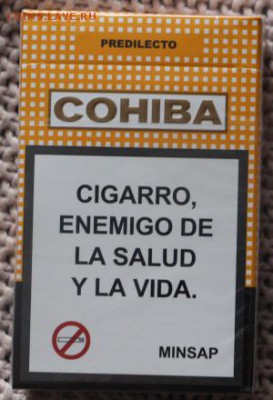 PREDILECTO
COHIBA
CIGARRO,
ENEMIGO DE
LA SALUD
Y LA VIDA.
MINSAP